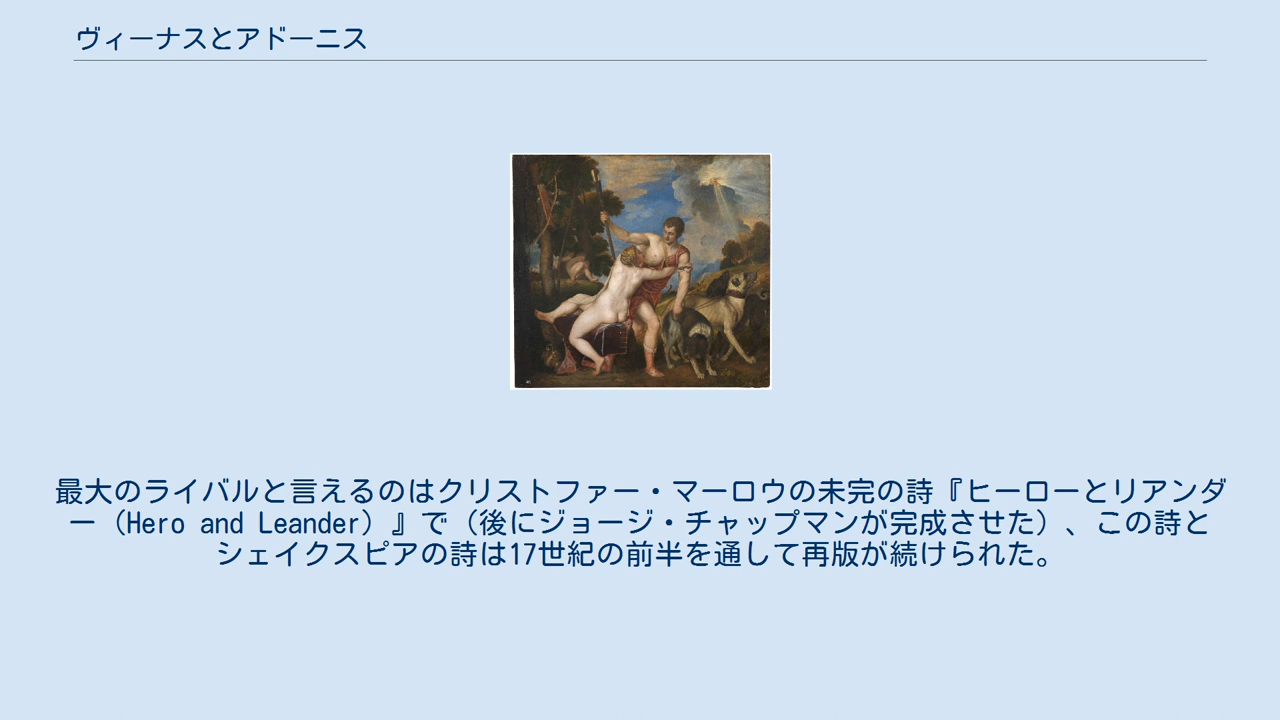 ヴィーナスとアドーニス
最大のライバルと言えるのはクリストファー・マーロウの未完の詩『ヒーローとリアンダ
ー（Hero and Leander）』で（後にジョージ・チャップマンが完成させた）、この詩と
シェイクスピアの詩は17世紀の前半を通して再版が続けられた。